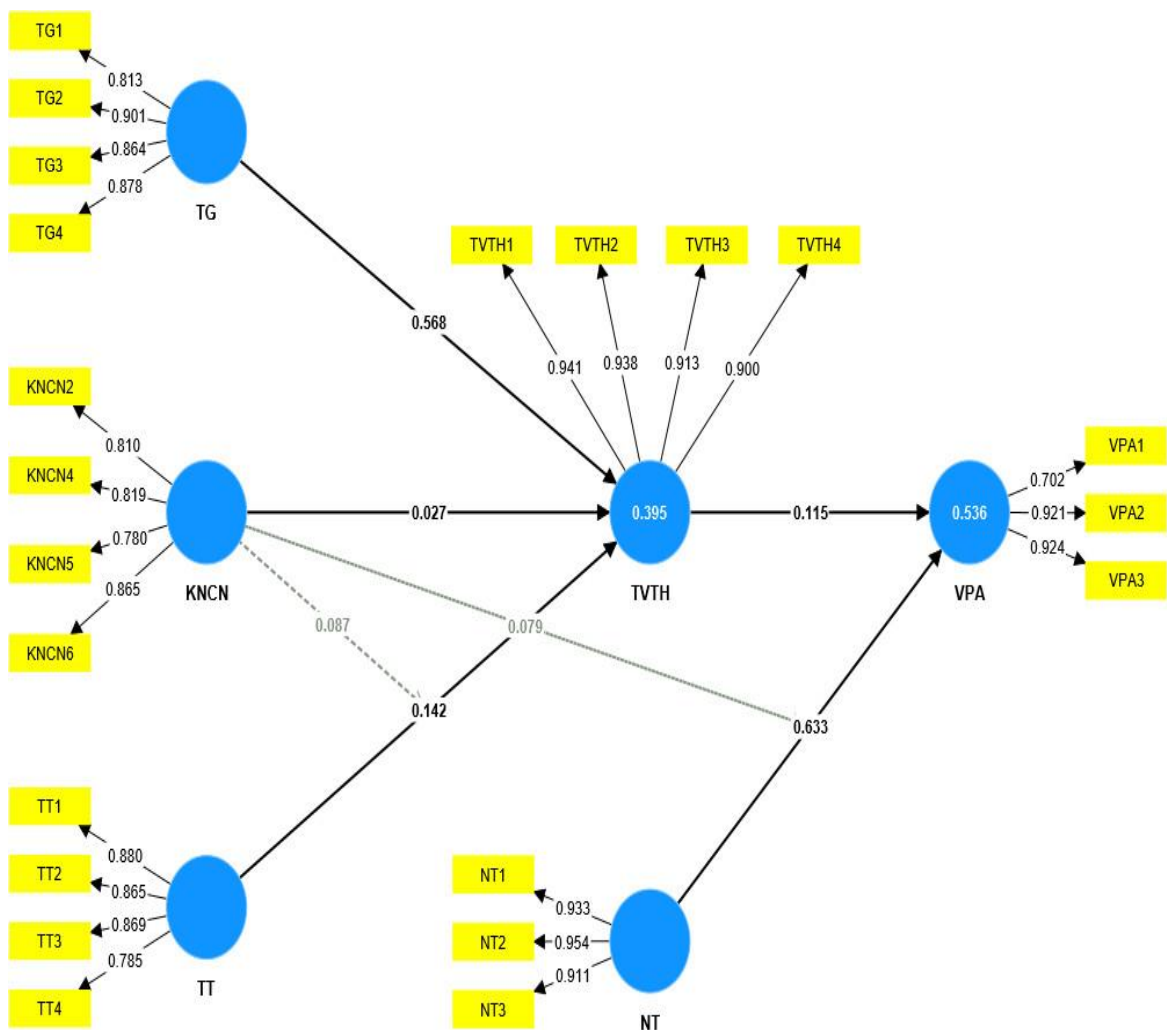 TG1
0.813
TG2
0.901
TG3
0.864
0.878
TG4
TG
TVTH1 TVTH2 TVTH3 TVTH4
0.568
0.941 0.938 0.913 0.900
KNCN2
0.810
KNCN4
0.819
KNCN5
0.780
0.865
KNCN6
KNCN
0.027
0.395
TVTH
0.115
0.536
VPA
VPA1
0.702
VPA2
0.921
0.924
VPA3
0.087
0.079
0.142
0.633
TT1
0.880
TT2
0.865
TT3
0.869
0.785
TT4
TT
NT1
0.933
NT2
0.954
0.911
NT3
NT